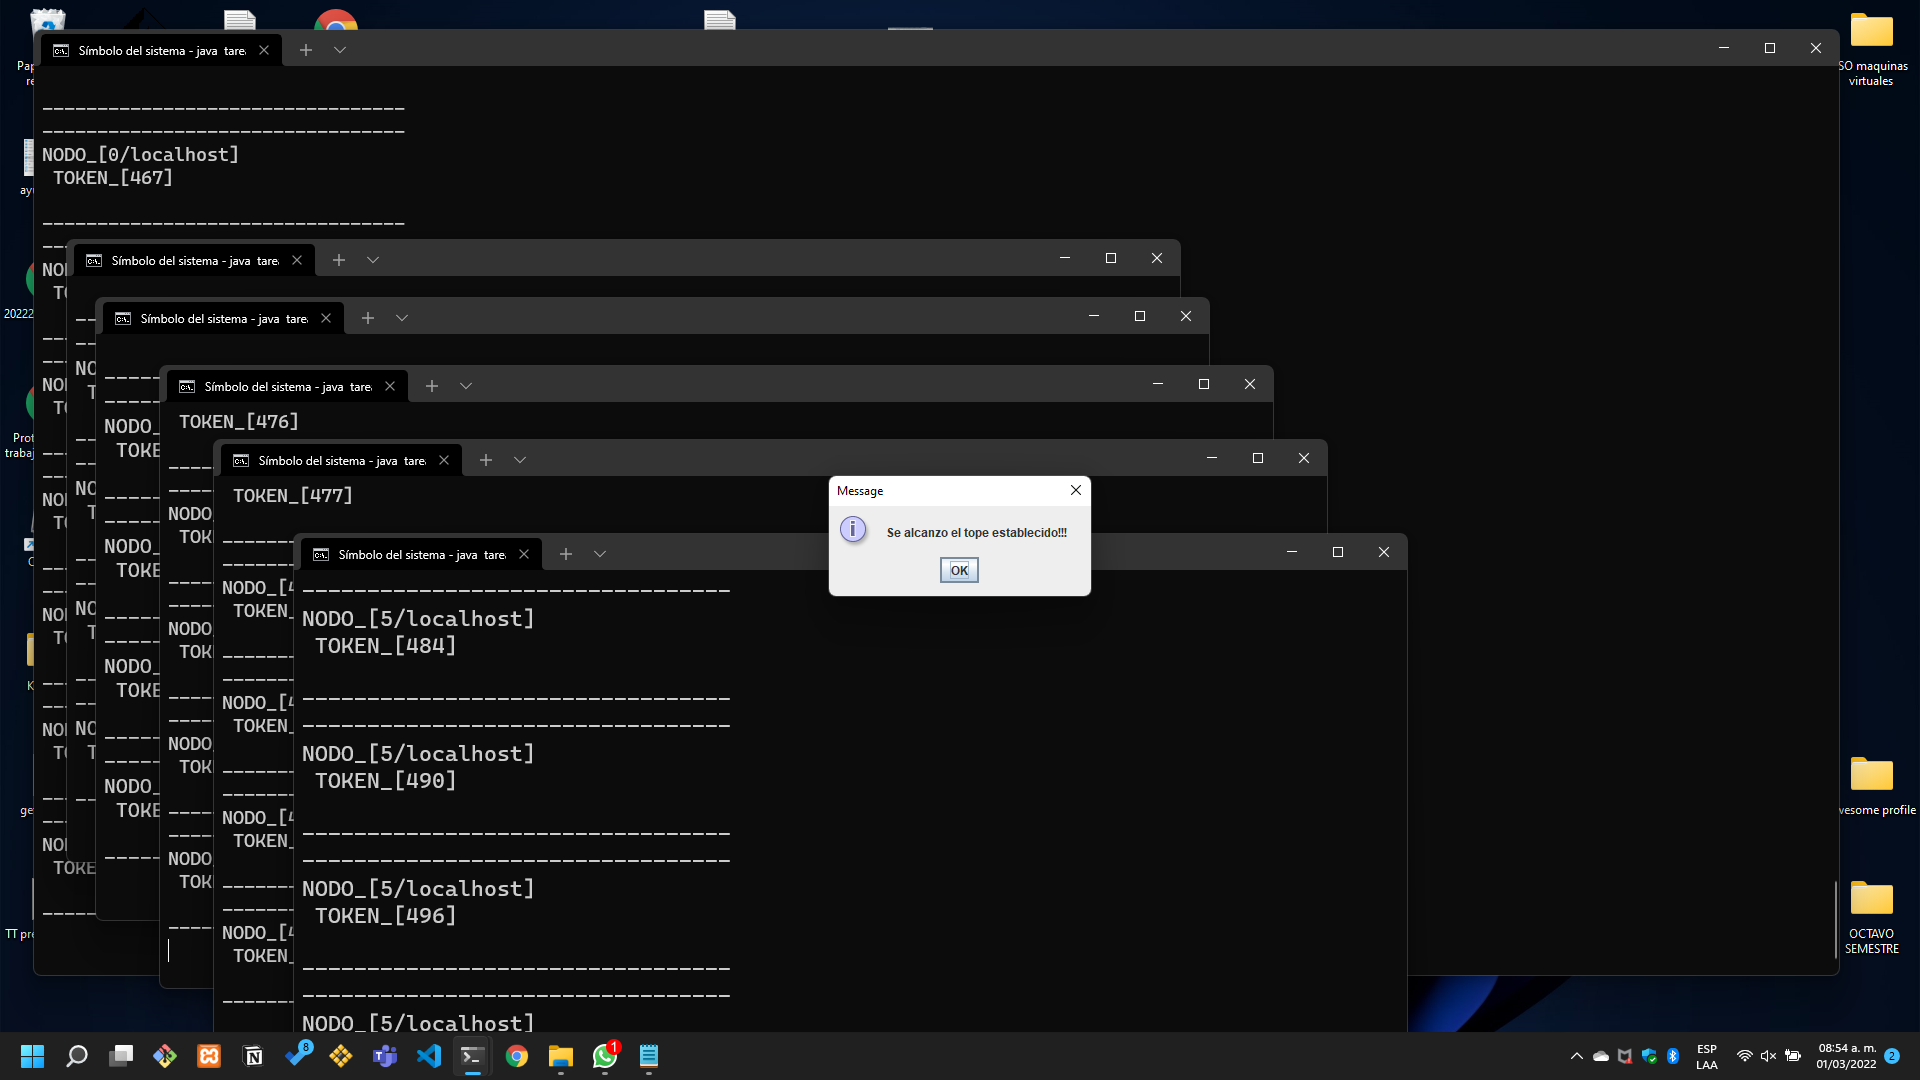 Símbolo del sistema - java tare
SO maquinas
virtuales
--------------------------------
--------------------------------
NODO_[0/localhost]
TOKEN_[467]
--------------------------------
Símbolo del sistema - java tare
Símbolo del sistema - java tare
Símbolo del sistema - java tare
TOKEN_[476]
Símbolo del sistema - java tare
TOKEN_[477]
Message
Se alcanzo el tope establecido!!!
OK
Símbolo del sistema - java tare
--------------------------------
NODO_[5/localhost]
TOKEN_[484]
--------------------------------
--------------------------------
NODO_[5/localhost]
TOKEN_[490]
--------------------------------
--------------------------------
NODO_[5/localhost]
TOKEN_[496]
--------------------------------
--------------------------------
NODO_[5/localhost]
vesome profile
OCTAVO
SEMESTRE
8
1
ESP
LAA
08:54 a. m.
01/03/2022
2